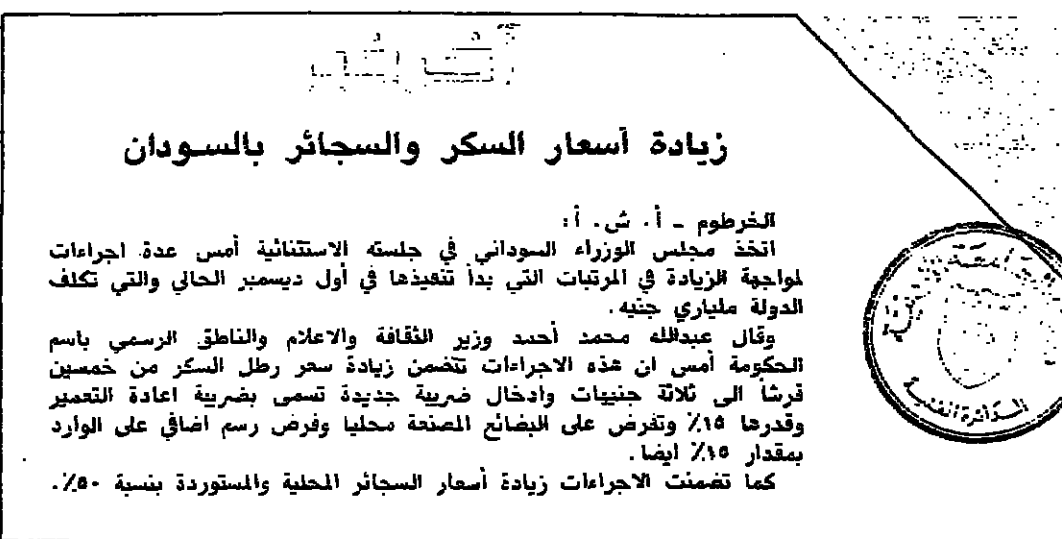 زيادة أسعار السكر والسجائر بالسودان
الخرطوم - أ. ش. أ:
اتخذ مجلس الوزراء السوداني في جلسته الاستثنائية أمس عدة اجراءات
لمواجهة الزيادة في المرتبات التي بدأ تنفيذها في أول ديسمبر الحالي والتي تكلف
الدولة ملياري جنيه.
وقال عبدالله محمد أحمد وزير الثقافة والاعلام والناطق الرسمي باسم
الحكومة أمس ان هذه الاجراءات تتضمن زيادة سعر رطل السكر من خمسين
قرشاً الى ثلاثة جنيهات وادخال ضريبة جديدة تسمى بضريبة اعادة التعمير
وقدرها ١٥٪ وتفرض على البضائع المصنعة محليا وفرض رسم اضافي على الوارد
بمقدار ١٥٪ ايضا.
كما تضمنت الاجراءات زيادة أسعار السجائر المحلية والمستوردة بنسبة ٥٠٪.
الدائرة الفنية